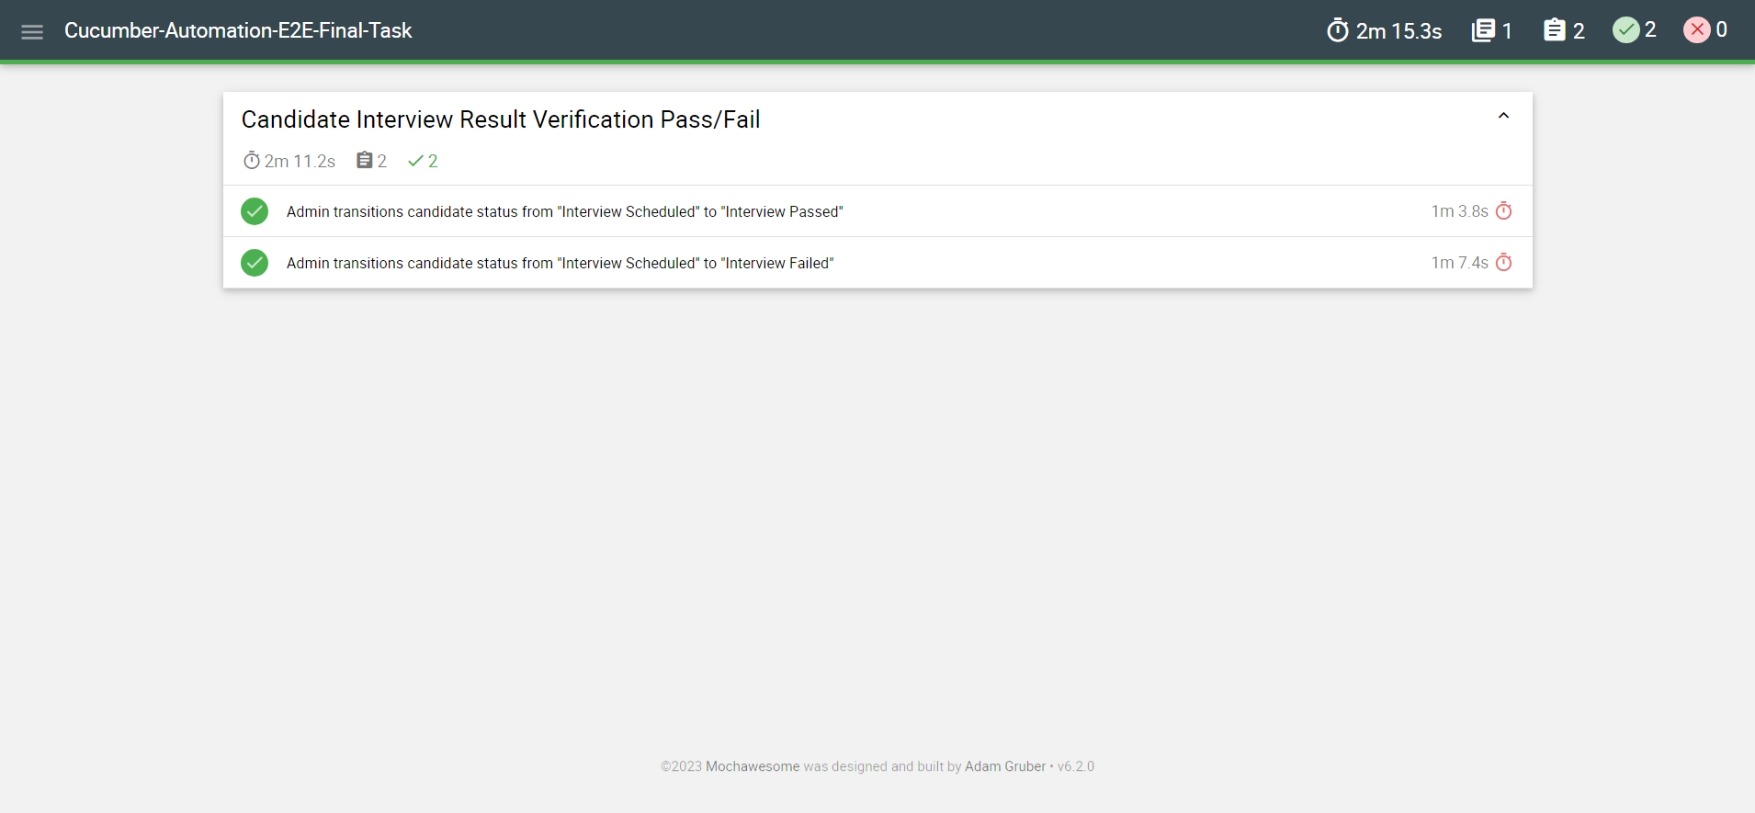 Cucumber-Automation-E2E-Final-Task
2m 15.3s 1 2 2 0
Candidate Interview Result Verification Pass/Fail
2m 11.2s 2 2
Admin transitions candidate status from "Interview Scheduled" to "Interview Passed" 1m 3.8s
Admin transitions candidate status from "Interview Scheduled" to "Interview Failed" 1m 7.4s
©2023 Mochawesome was designed and built by Adam Gruber • v6.2.0